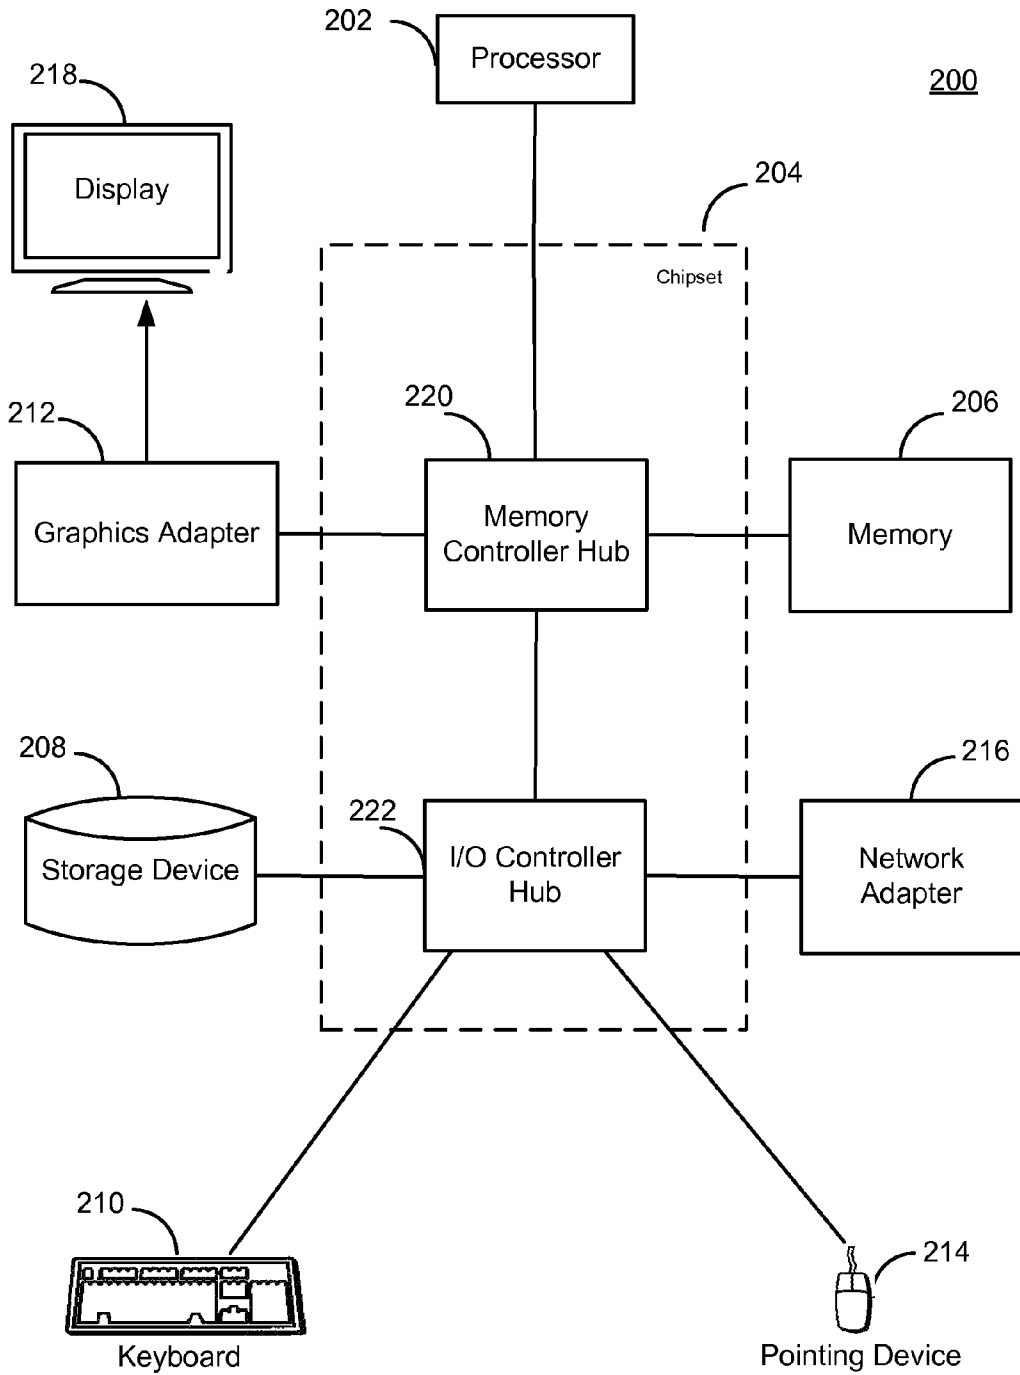 202
Processor
200
218
Display
204
Chipset
220
212
206
Graphics Adapter
Memory
Controller Hub
Memory
208
216
222
Storage Device
I/O Controller
Hub
Network
Adapter
210
214
Keyboard
Pointing Device